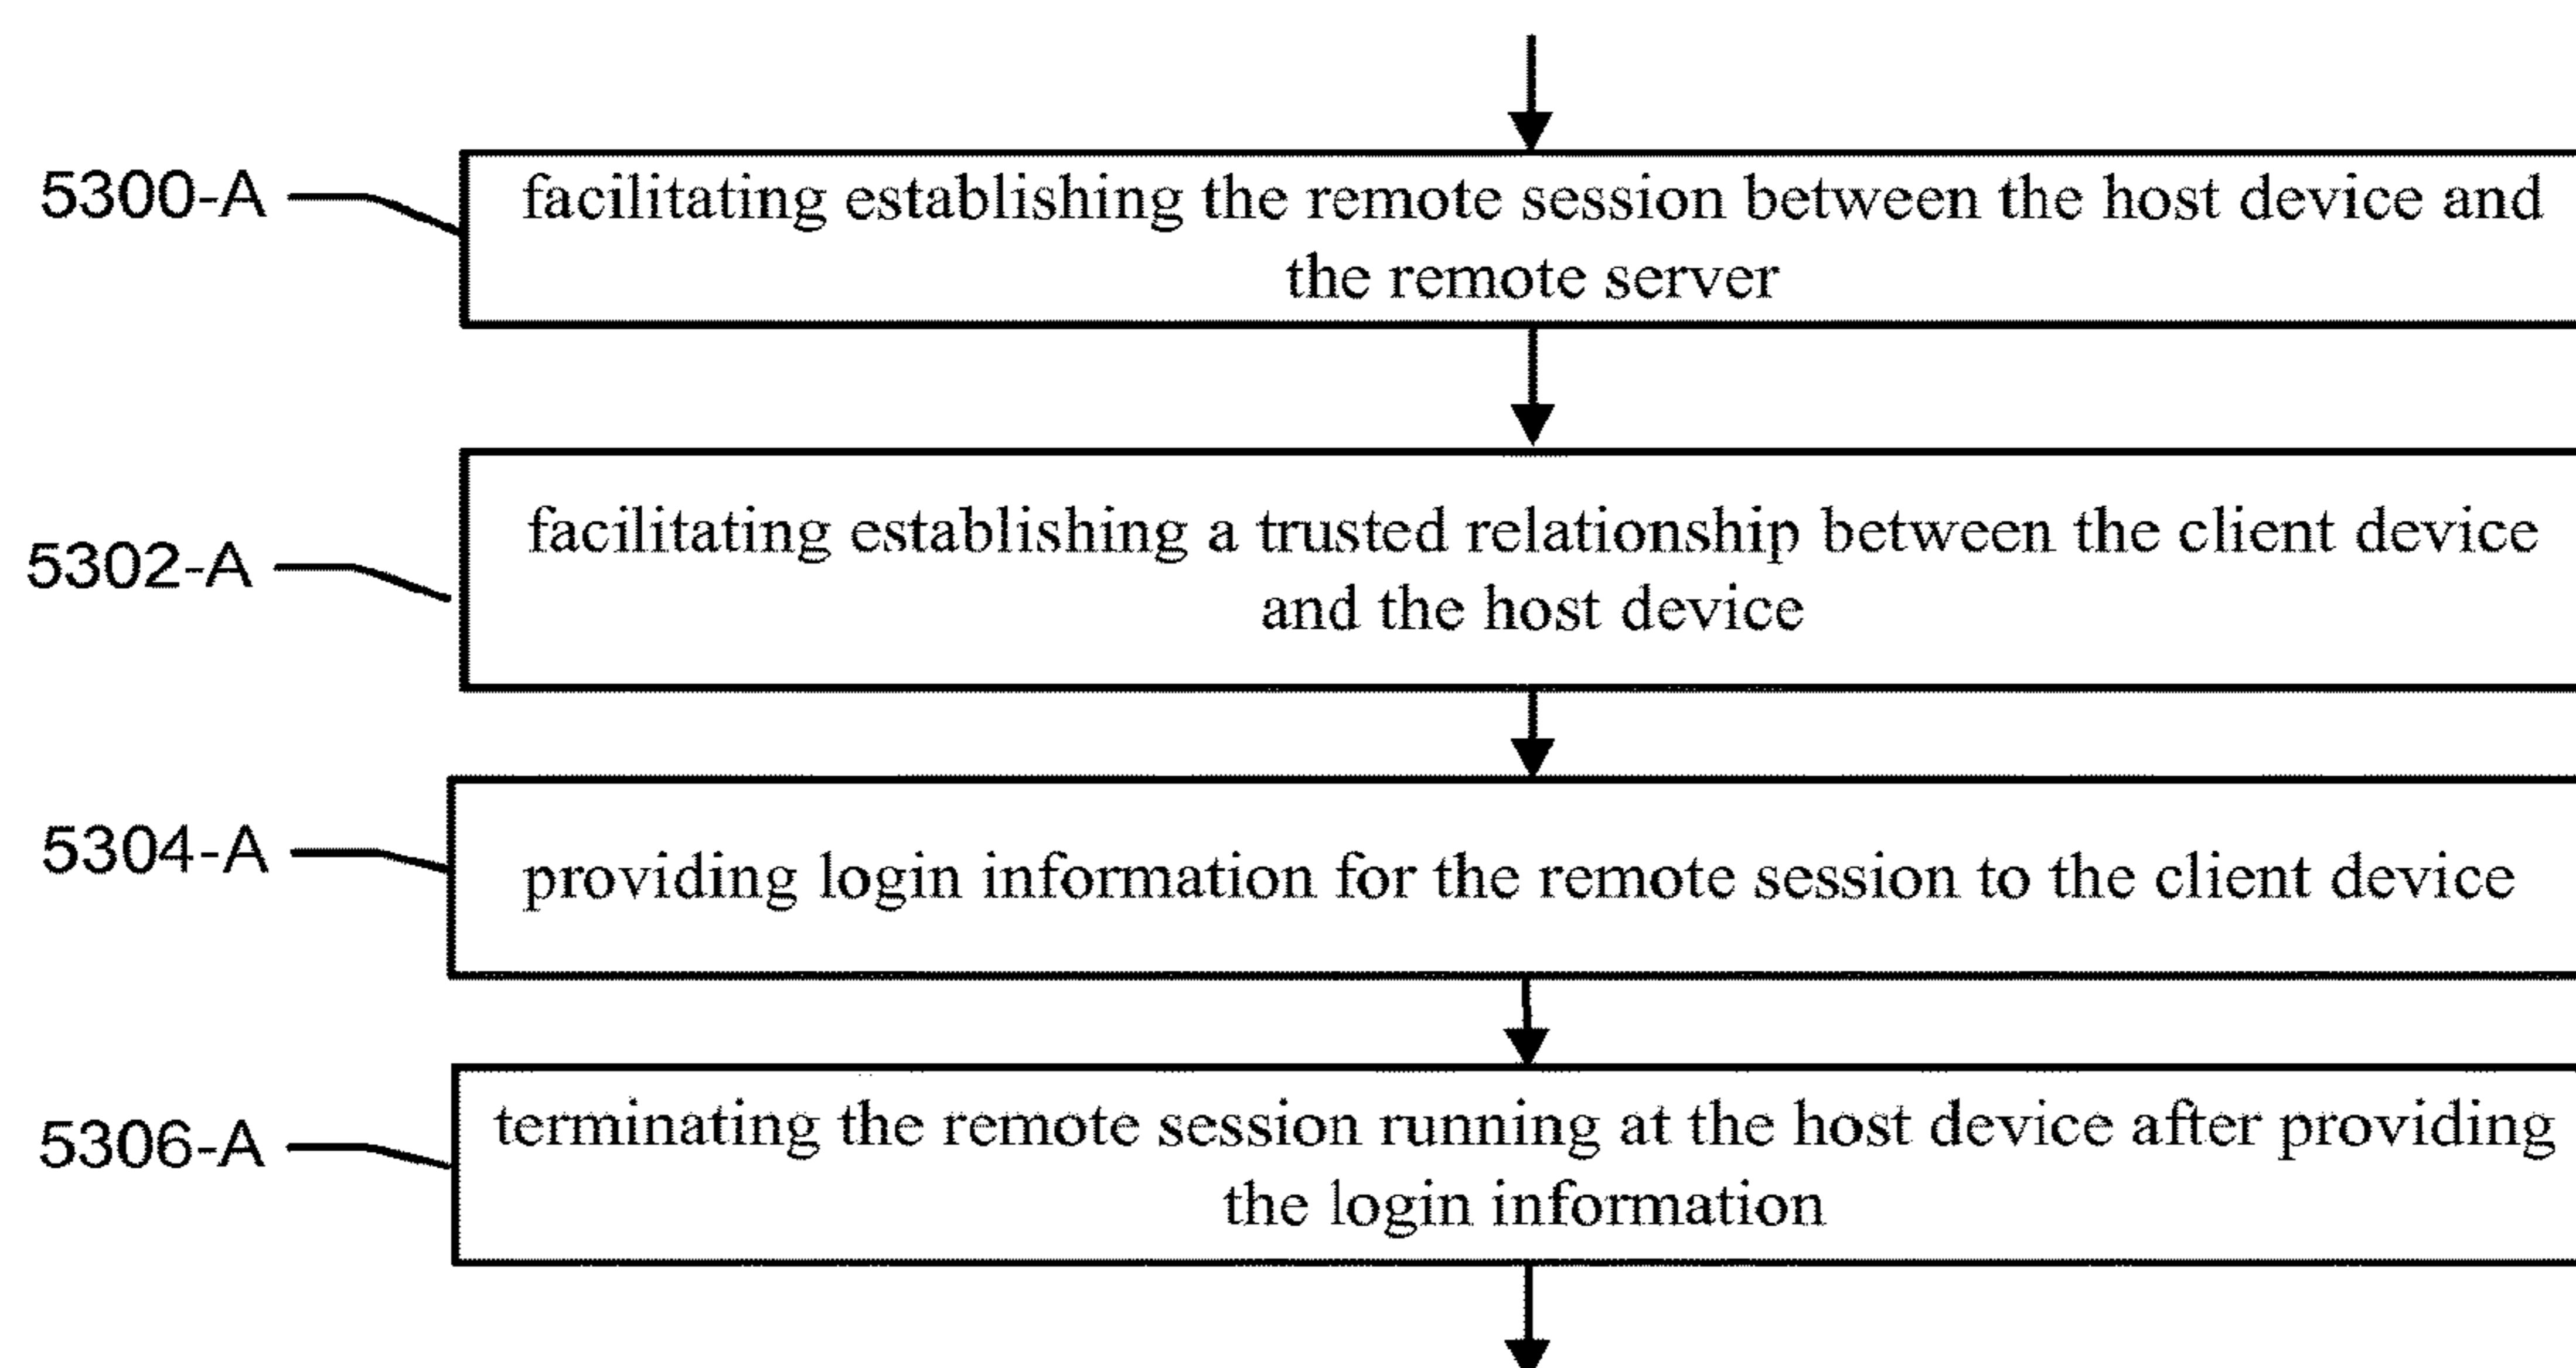 5300-A
facilitating establishing the remote session between the host device and
the remote server
5302-A
facilitating establishing a trusted relationship between the client device
and the host device
5304-A
providing login information for the remote session to the client device
5306-A
terminating the remote session running at the host device after providing
the login information